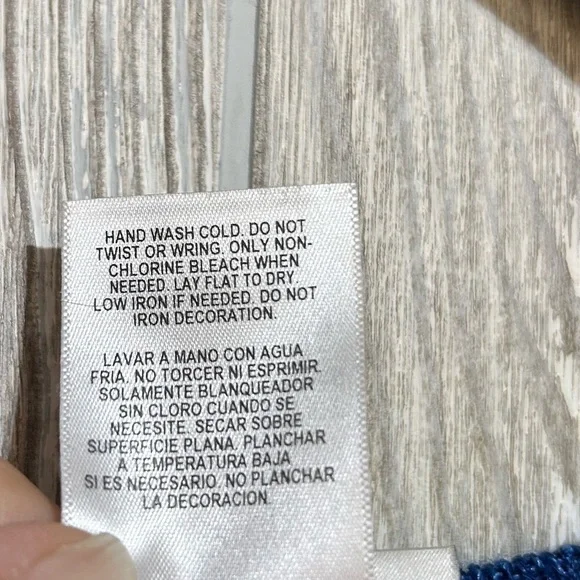 HAND WASH COLD. DO NOT
TWIST OR WRING. ONLY NON-
CHLORINE BLEACH WHEN
NEEDED. LAY FLAT TO DRY.
LOW IRON IF NEEDED. DO NOT
IRON DECORATION.
LAVAR A MANO CON AGUA
FRIA. NO TORCER NI ESPRIMIR.
SOLAMENTE BLANQUEADOR
SIN CLORO CUANDO SE
NECESITE. SECAR SOBRE
SUPERFICIE PLANA. PLANCHAR
A TEMPERATURA BAJA
SI ES NECESARIO. NO PLANCHAR
LA DECORACION.